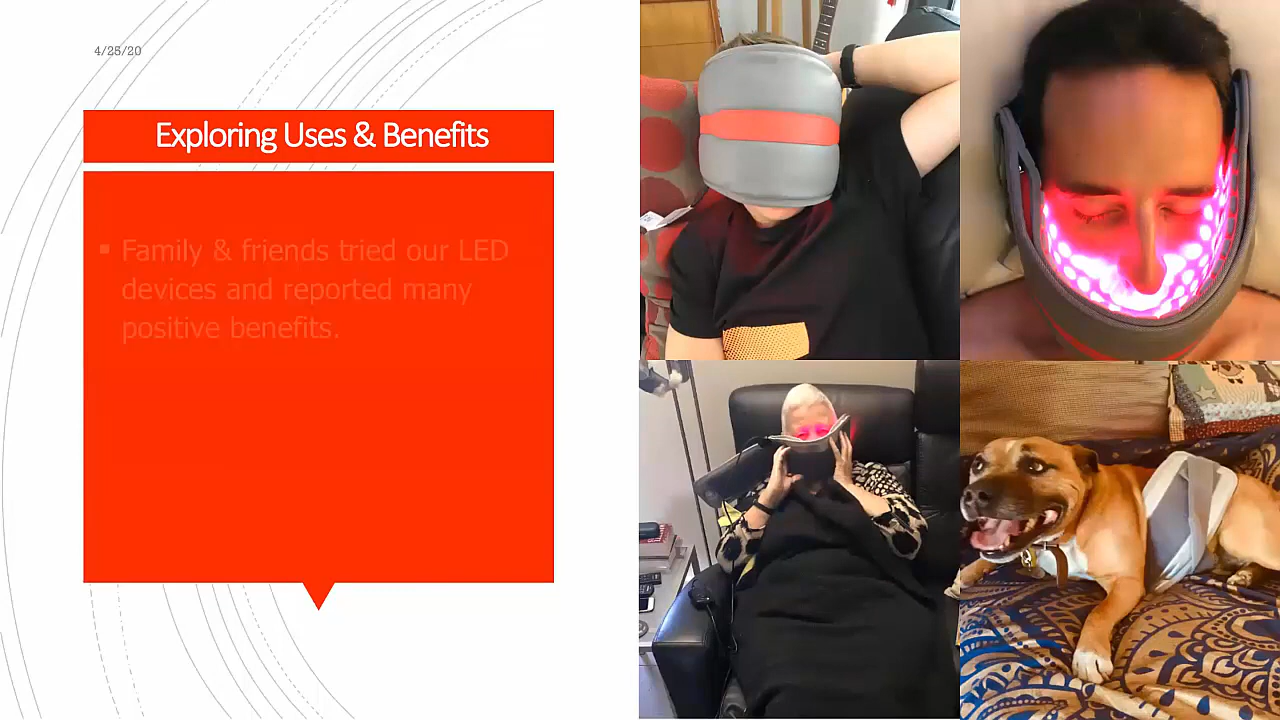 4/25/20
Exploring Uses & Benefits
▪ Family & friends tried our LED
devices and reported many
positive benefits.